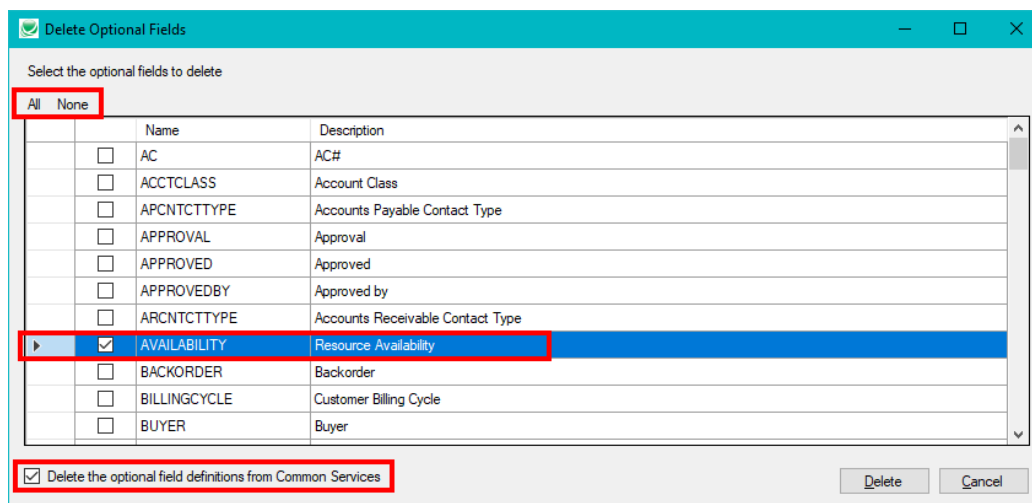 Delete Optional Fields
Select the optional fields to delete
All None
Name Description
AC AC#
ACCTCLASS Account Class
APCNTCTTYPE Accounts Payable Contact Type
APPROVAL Approval
APPROVED Approved
APPROVEDBY Approved by
ARCNTCTTYPE Accounts Receivable Contact Type
AVAILABILITY Resource Availability
BACKORDER Backorder
BILLINGCYCLE Customer Billing Cycle
BUYER Buyer
Delete the optional field definitions from Common Services
Delete Cancel